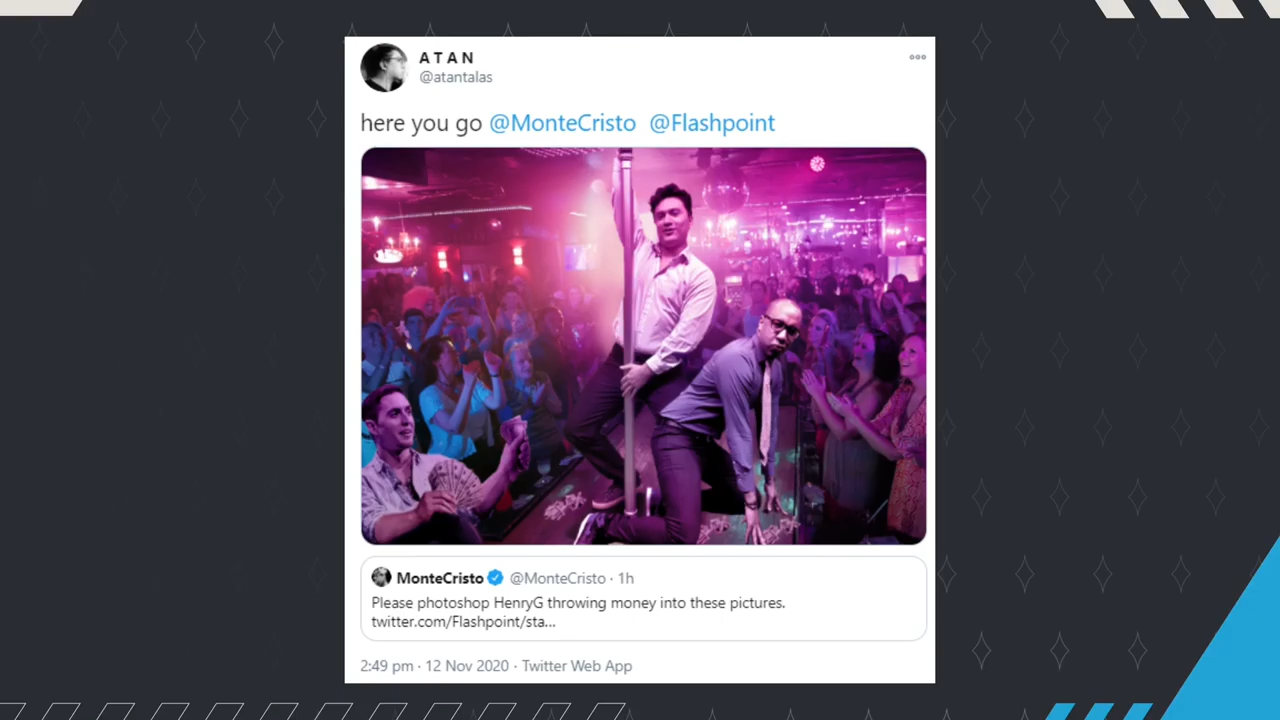 A T A N
@atantalas
here you go @MonteCristo @Flashpoint
MonteCristo @MonteCristo · 1h
Please photoshop HenryG throwing money into these pictures.
twitter.com/Flashpoint/sta...
2:49 pm · 12 Nov 2020 · Twitter Web App